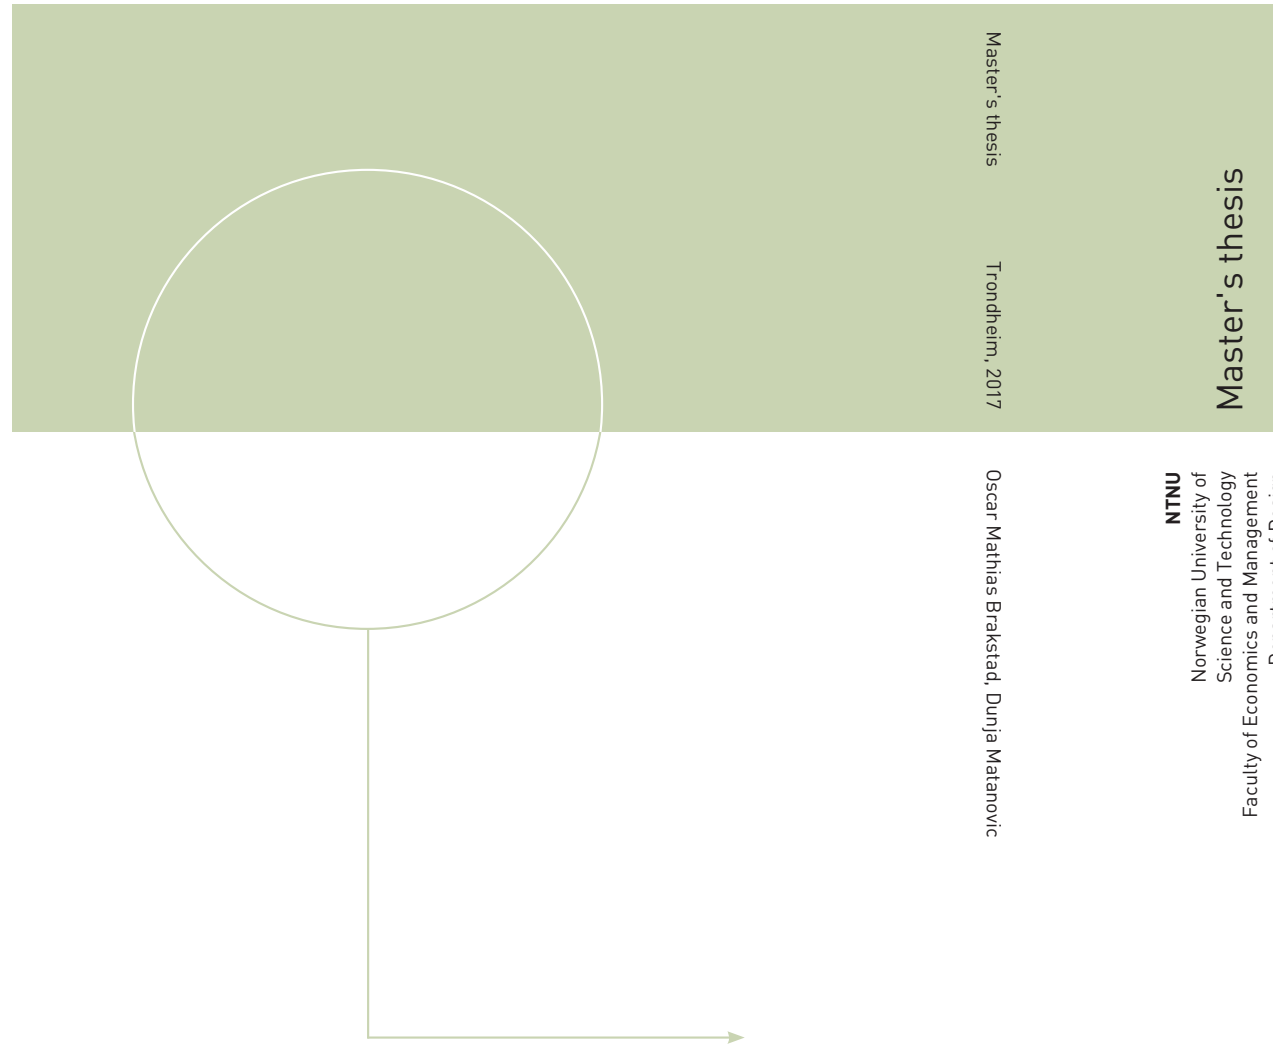 Master's thesis
Trondheim, 2017
Oscar Mathias Brakstad, Dunja Matanovic
Master's thesis
NTNU
Norwegian University of
Science and Technology
Faculty of Economics and Management